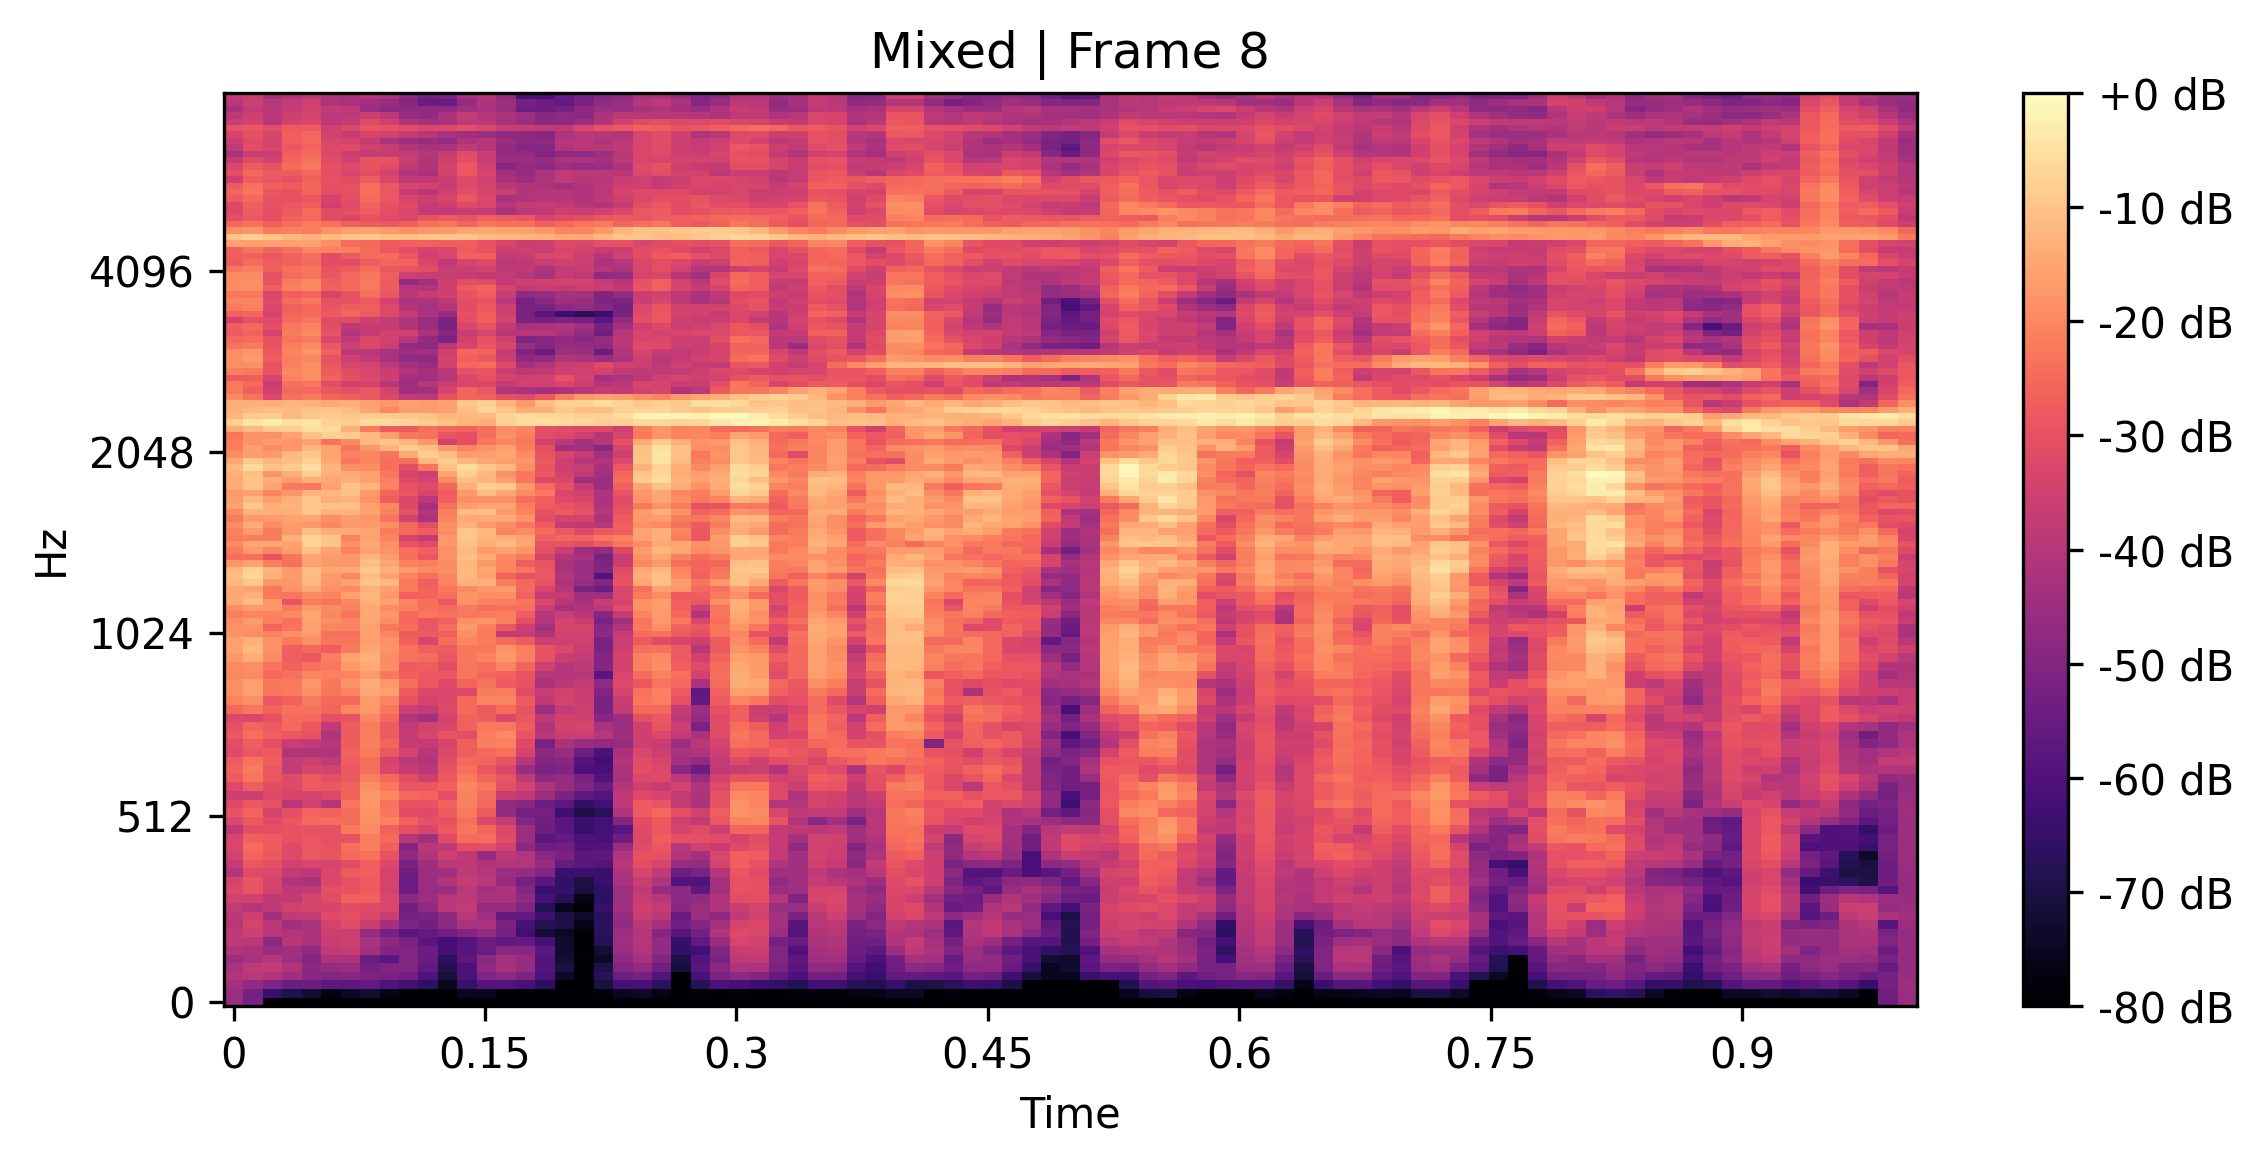 Mixed | Frame 8
+0 dB
-10 dB
-20 dB
-30 dB
-40 dB
-50 dB
-60 dB
-70 dB
-80 dB
Hz
4096
2048
1024
512
0
0 0.15 0.3 0.45 0.6 0.75 0.9
Time